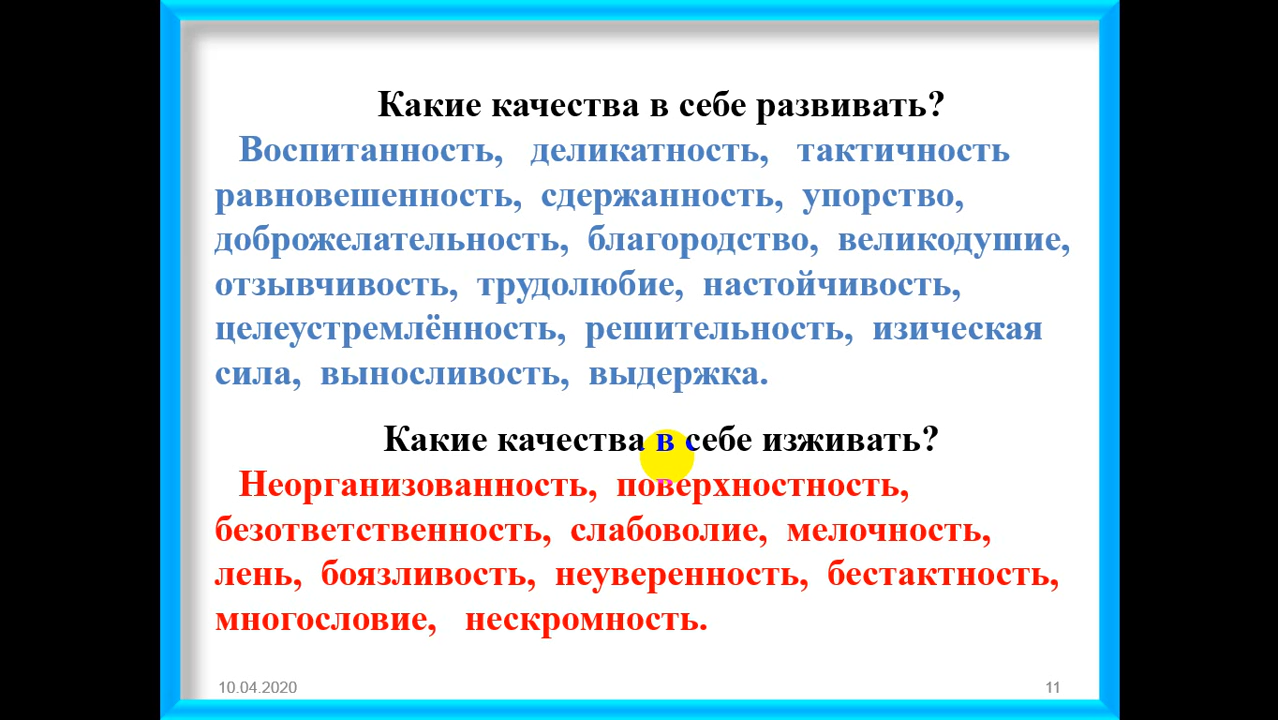 Какие качества в себе развивать?
Воспитанность, деликатность, тактичность
равновешенность, сдержанность, упорство,
доброжелательность, благородство, великодушие,
отзывчивость, трудолюбие, настойчивость,
целеустремлённость, решительность, изическая
сила, выносливость, выдержка.
Какие качества в себе изживать?
Неорганизованность, поверхностность,
безответственность, слабоволие, мелочность,
лень, боязливость, неуверенность, бестактность,
многословие, нескромность.
10.04.2020
11